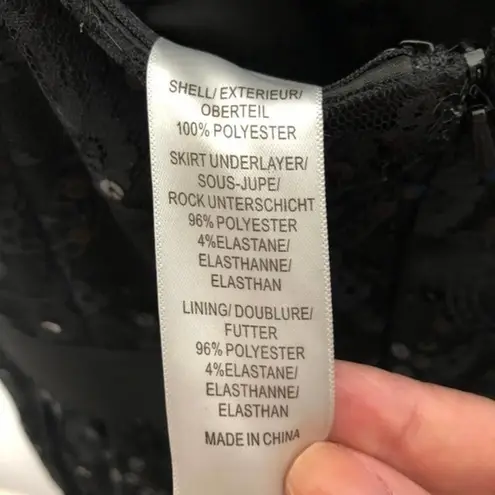 SHELL/ EXTERIEUR/
OBERTEIL
100% POLYESTER
SKIRT UNDERLAYER/
SOUS-JUPE/
ROCK UNTERSCHICHT
96% POLYESTER
4%ELASTANE/
ELASTHANNE/
ELASTHAN
LINING/ DOUBLURE/
FUTTER
96% POLYESTER
4%ELASTANE/
ELASTHANNE/
ELASTHAN
MADE IN CHINA